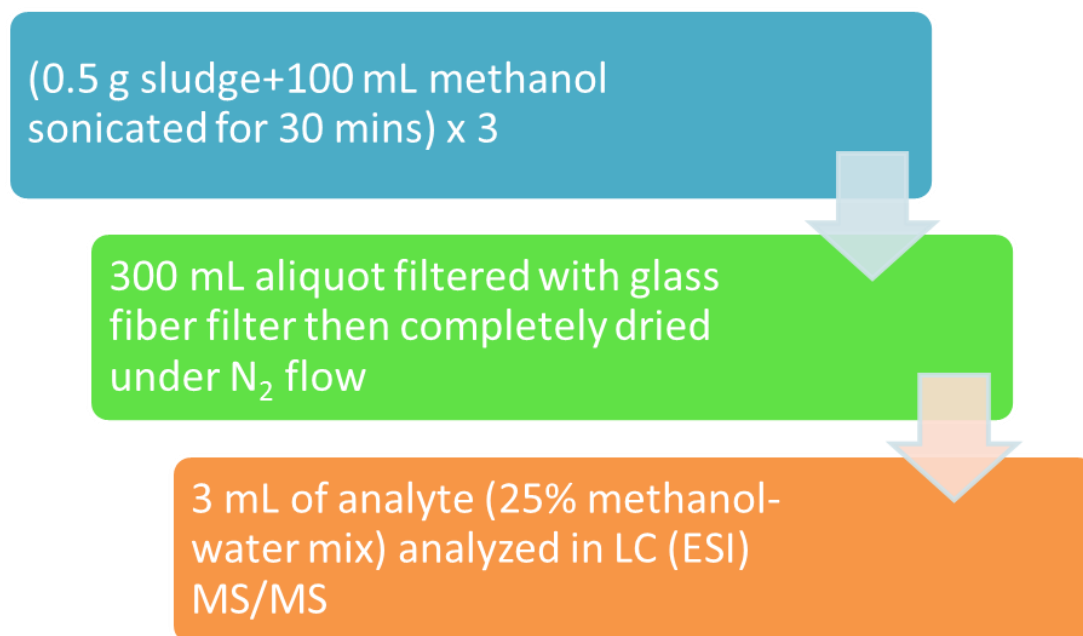 (0.5 g sludge+100 mL methanol
sonicated for 30 mins) x 3
300 mL aliquot filtered with glass
fiber filter then completely dried
under N₂ flow
3 mL of analyte (25% methanol-
water mix) analyzed in LC (ESI)
MS/MS